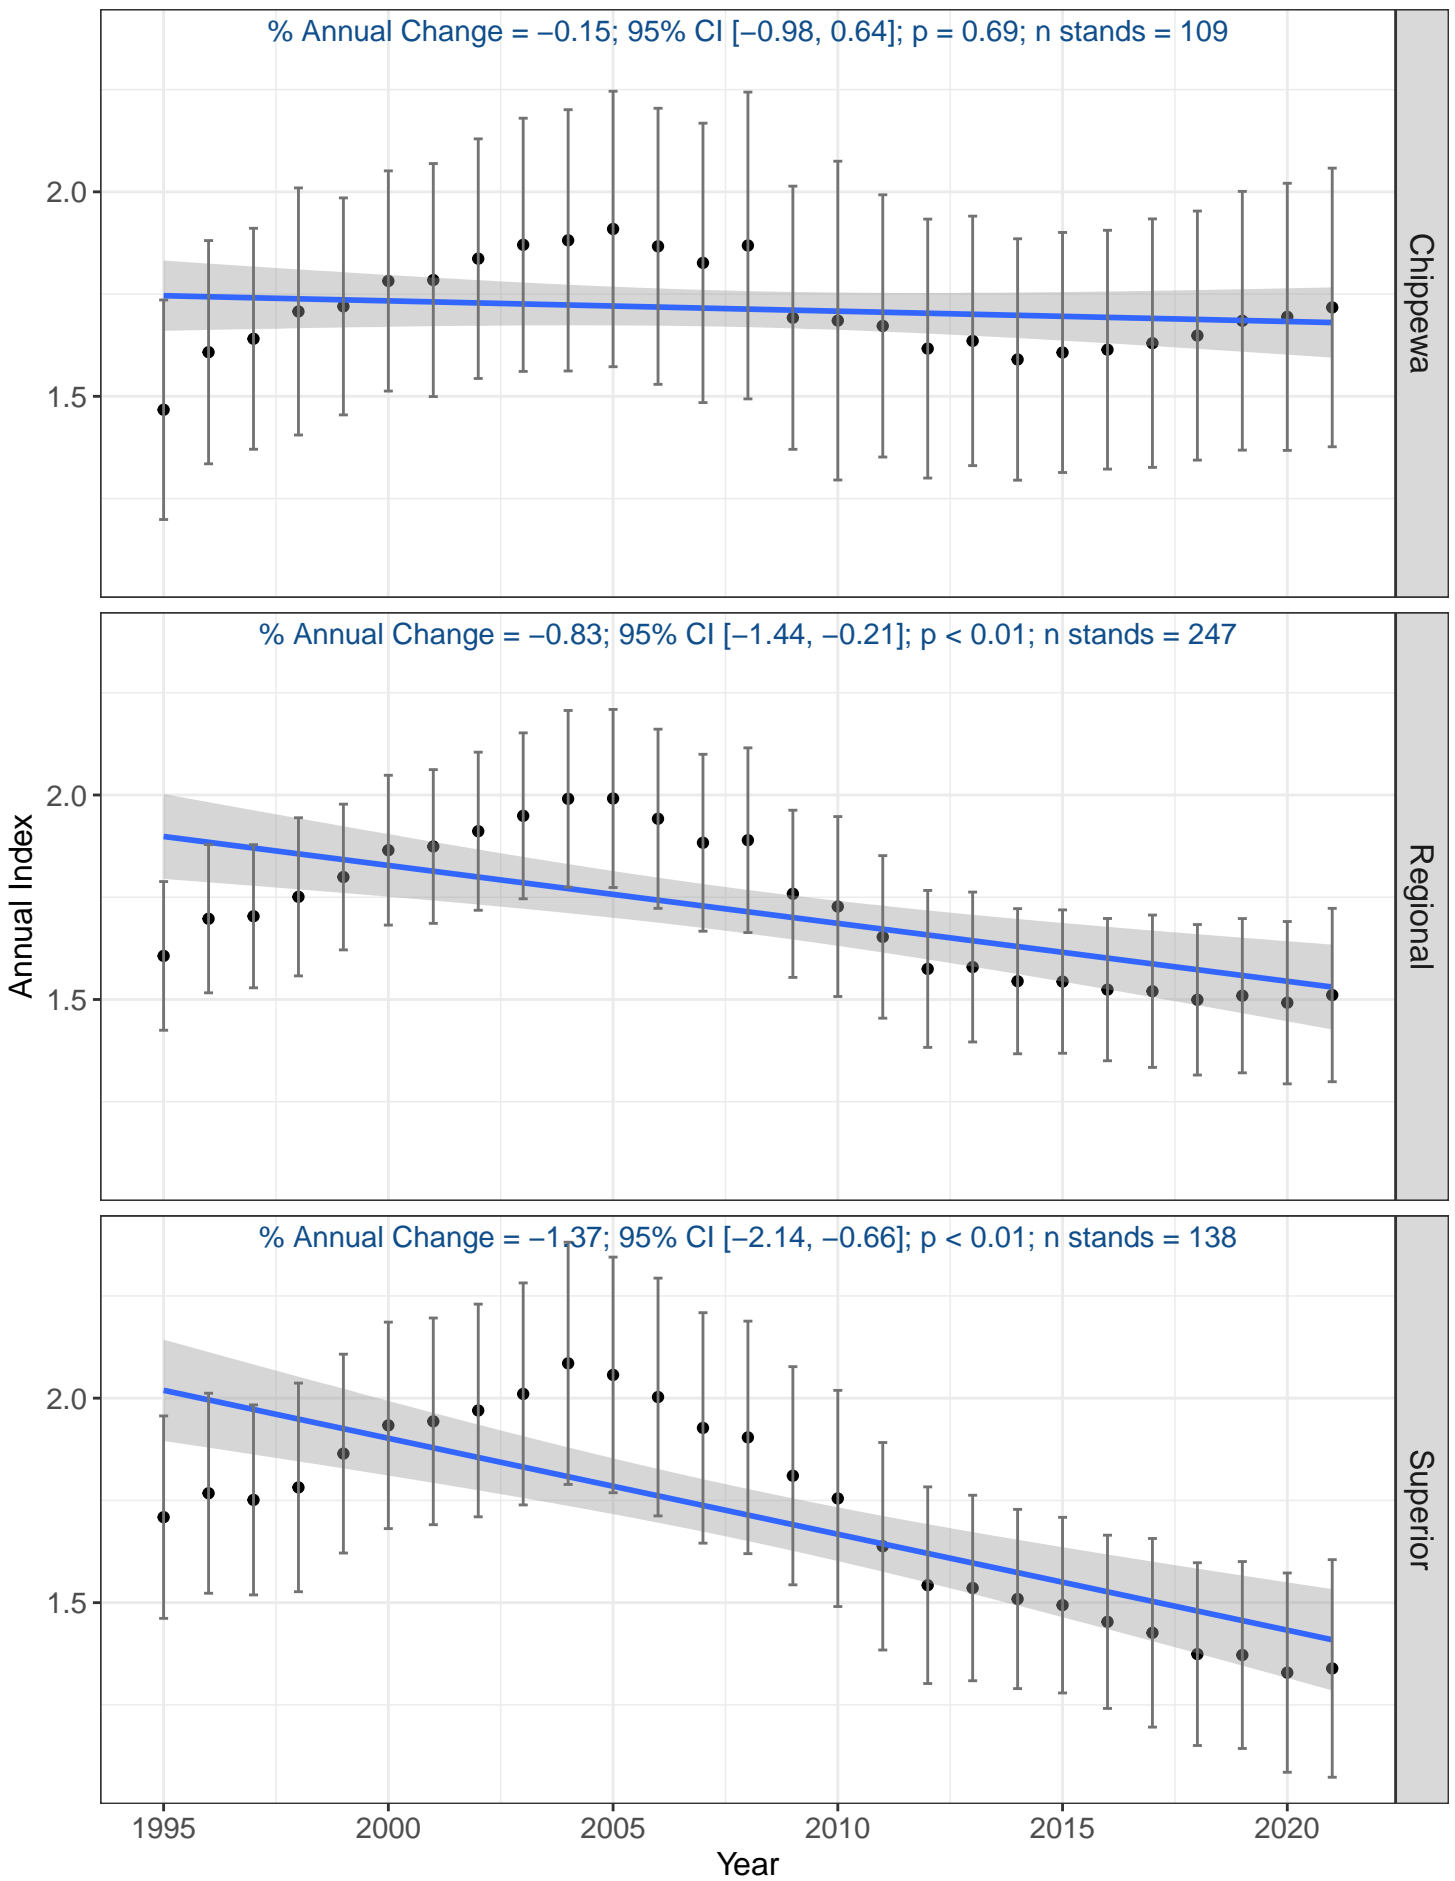 % Annual Change = −0.15; 95% CI [−0.98, 0.64]; p = 0.69; n stands = 109
2.0
1.5
Chippewa
% Annual Change = −0.83; 95% CI [−1.44, −0.21]; p < 0.01; n stands = 247
2.0
1.5
Regional
Annual Index
% Annual Change = −1.37; 95% CI [−2.14, −0.66]; p < 0.01; n stands = 138
2.0
1.5
Superior
1995 2000 2005 2010 2015 2020
Year